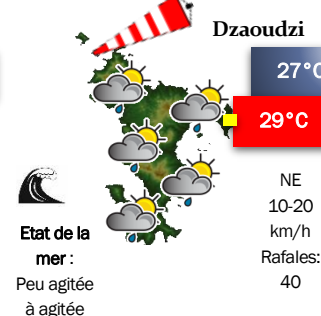 Dzaoudzi
27°C
29°C
NE
10-20
km/h
Rafales:
40
Etat de la
mer :
Peu agitée
à agitée